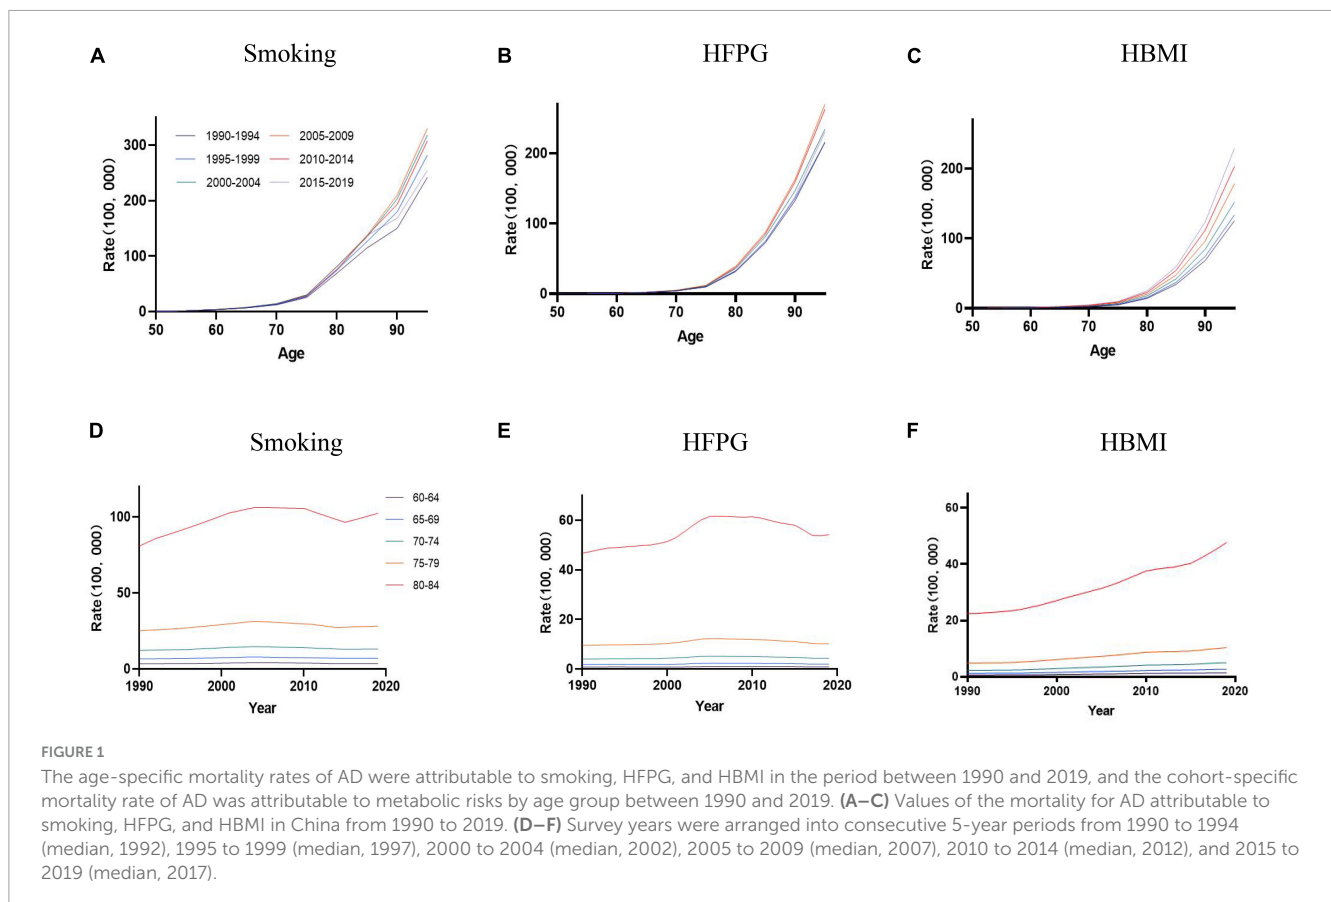 A
Smoking
B
HFPG
C
HBMI
Rate (100, 000)
300
200
100
0
1990-1994
2005-2009
1995-1999
2010-2014
2000-2004
2015-2019
50
60
70
80
90
Age
Rate (100, 000)
200
100
0
50
60
70
80
90
Age
Rate (100, 000)
200
100
0
50
60
70
80
90
Age
D
Smoking
E
HFPG
F
HBMI
Rate (100, 000)
100
50
0
60-64
65-69
70-74
75-79
80-84
1990
2000
2010
2020
Year
Rate (100, 000)
60
40
20
0
1990
2000
2010
2020
Year
Rate (100, 000)
60
40
20
0
1990
2000
2010
2020
Year
FIGURE 1
The age-specific mortality rates of AD were attributable to smoking, HFPG, and HBMI in the period between 1990 and 2019, and the cohort-specific
mortality rate of AD was attributable to metabolic risks by age group between 1990 and 2019. (A–C) Values of the mortality for AD attributable to
smoking, HFPG, and HBMI in China from 1990 to 2019. (D–F) Survey years were arranged into consecutive 5-year periods from 1990 to 1994
(median, 1992), 1995 to 1999 (median, 1997), 2000 to 2004 (median, 2002), 2005 to 2009 (median, 2007), 2010 to 2014 (median, 2012), and 2015 to
2019 (median, 2017).